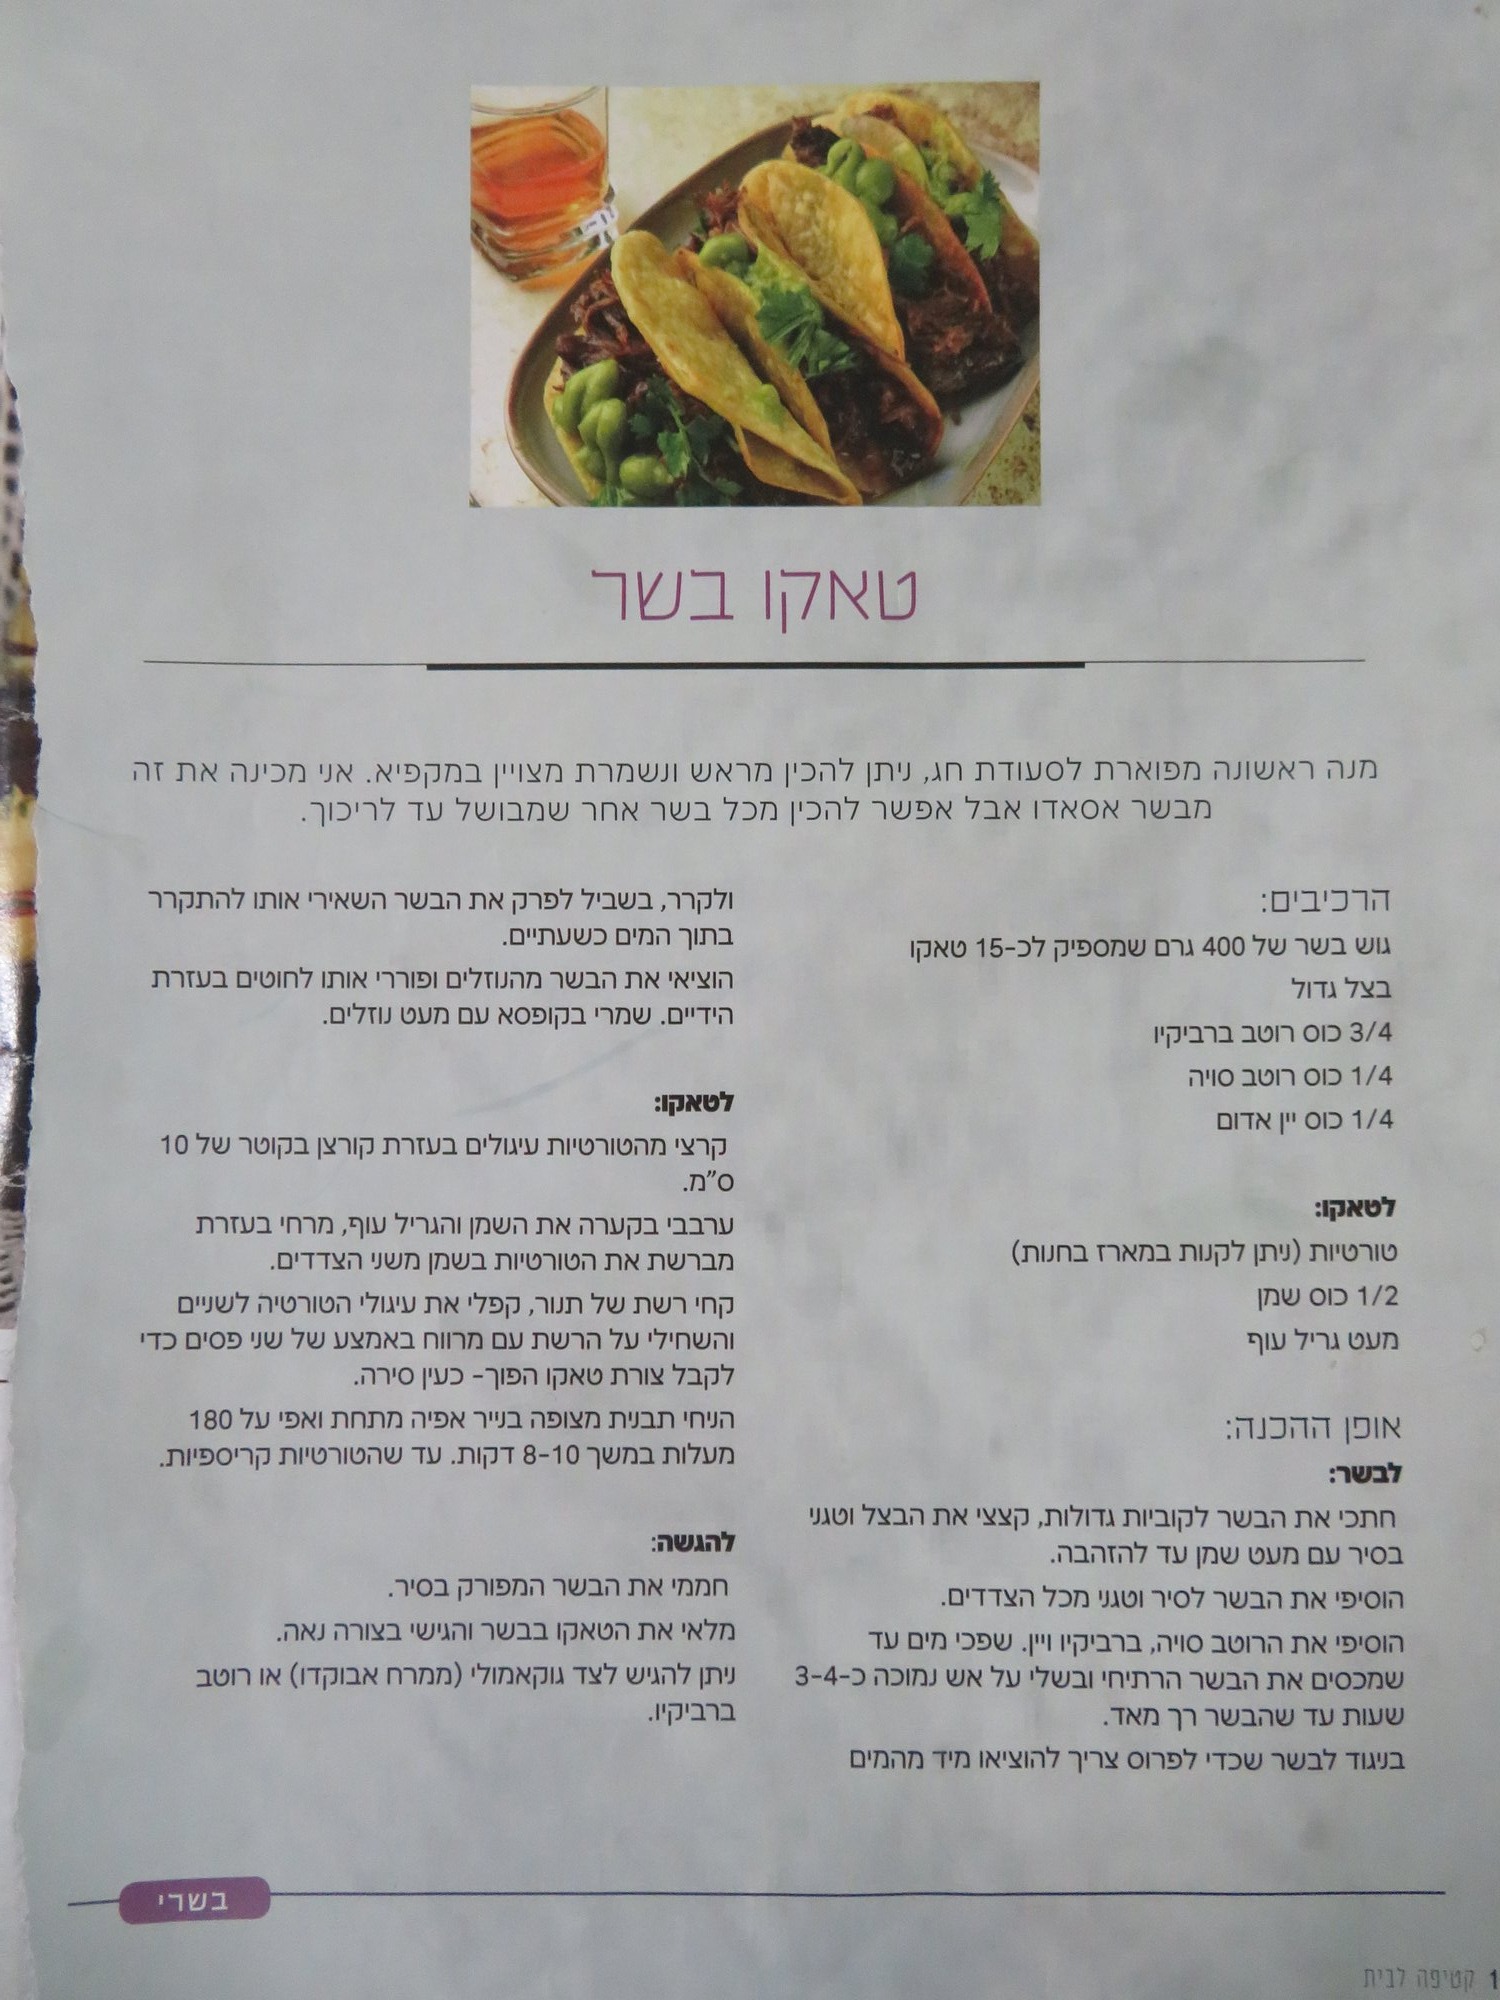 טאקו בשר
מנה ראשונה מפוארת לסעודת חג, ניתן להכין מראש ונשמרת מצויין במקפיא. אני מכינה את זה
מבשר אסאדו אבל אפשר להכין מכל בשר אחר שמבושל עד לריכוך.
הרכיבים:
גוש בשר של 400 גרם שמספיק לכ-15 טאקו
בצל גדול
3/4 כוס רוטב ברביקיו
1/4 כוס רוטב סויה
1/4 כוס יין אדום
לטאקו:
טורטיות (ניתן לקנות במארז בחנות)
1/2 כוס שמן
מעט גריל עוף
אופן ההכנה:
לבשר:
חתכי את הבשר לקוביות גדולות, קצצי את הבצל וטגני
בסיר עם מעט שמן עד להזהבה.
הוסיפי את הבשר לסיר וטגני מכל הצדדים.
הוסיפי את הרוטב סויה, ברביקיו ויין. שפכי מים עד
שמכסים את הבשר הרתיחי ובשלי על אש נמוכה כ-3-4
שעות עד שהבשר רך מאד.
בניגוד לבשר שכדי לפרוס צריך להוציאו מיד מהמים
ולקרר, בשביל לפרק את הבשר השאירי אותו להתקרר
בתוך המים כשעתיים.
הוציאי את הבשר מהנוזלים ופוררי אותו לחוטים בעזרת
הידיים. שמרי בקופסא עם מעט נוזלים.
לטאקו:
קרצי מהטורטיות עיגולים בעזרת קורצן בקוטר של 10
ס"מ.
ערבבי בקערה את השמן והגריל עוף, מרחי בעזרת
מברשת את הטורטיות בשמן משני הצדדים.
קחי רשת של תנור, קפלי את עיגולי הטורטיה לשניים
והשחילי על הרשת עם מרווח באמצע של שני פסים כדי
לקבל צורת טאקו הפוך- כעין סירה.
הניחי תבנית מצופה בנייר אפיה מתחת ואפי על 180
מעלות במשך 8-10 דקות. עד שהטורטיות קריספיות.
להגשה:
חממי את הבשר המפורק בסיר.
מלאי את הטאקו בבשר והגישי בצורה נאה.
ניתן להגיש לצד גוקאמולי (ממרח אבוקדו) או רוטב
ברביקיו.
בשרי
קטיפה לבית